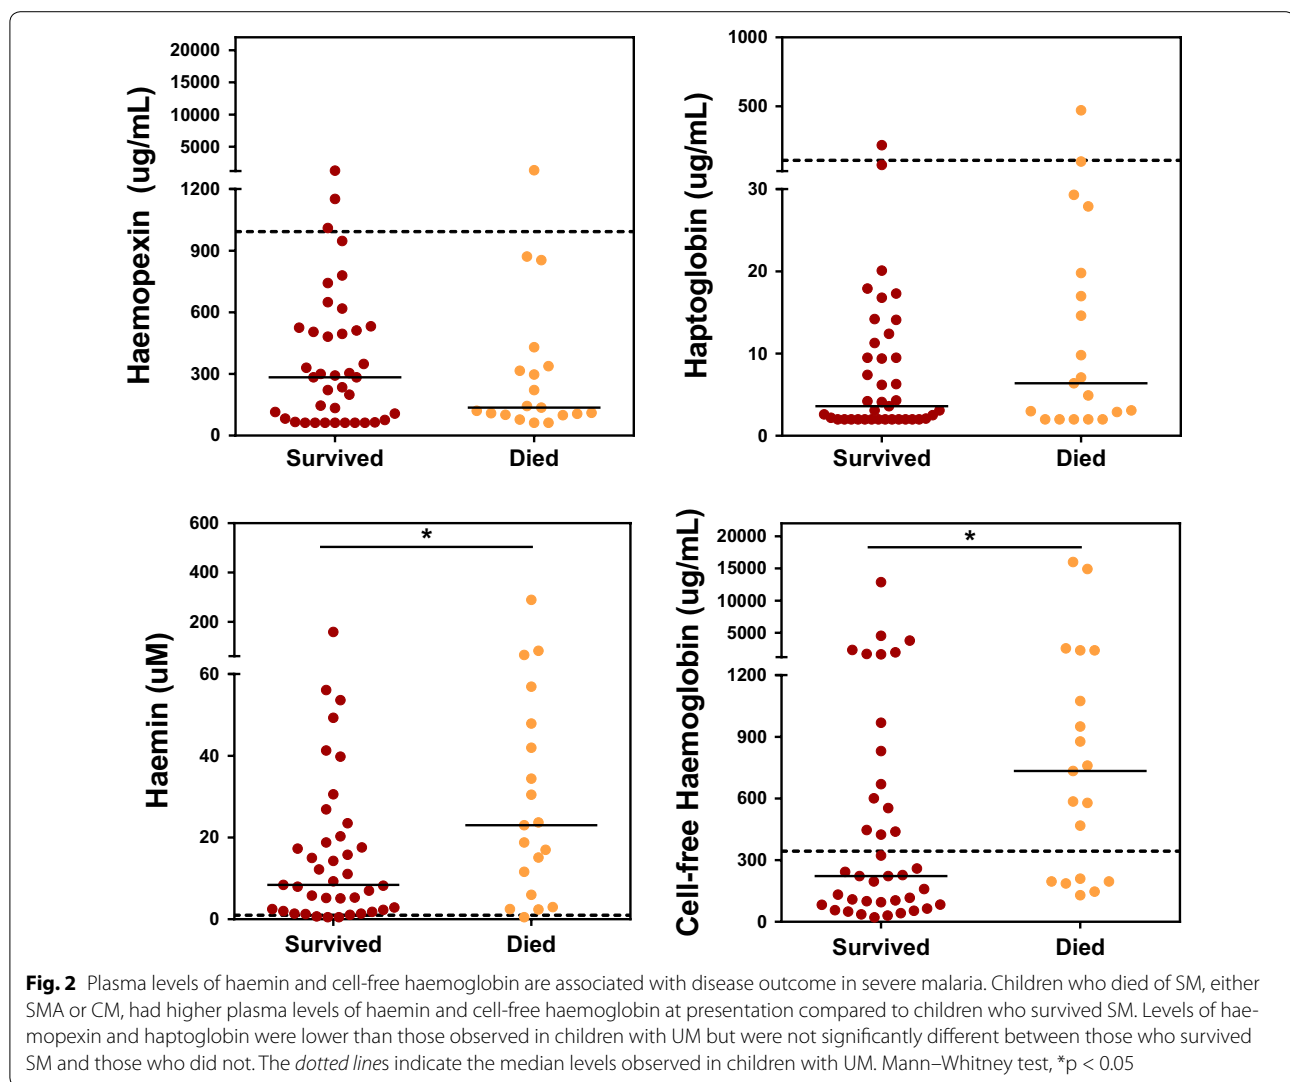 20000
15000
10000
5000
1200
900
600
300
0
Haemopexin (ug/mL)
Survived
Died
1000
500
30
20
10
0
Haptoglobin (ug/mL)
Survived
Died
600
400
200
60
40
20
0
Haemin (uM)
*
Survived
Died
20000
15000
10000
5000
1200
900
600
300
0
Cell-free Haemoglobin (ug/mL)
*
Survived
Died
Fig. 2 Plasma levels of haemin and cell-free haemoglobin are associated with disease outcome in severe malaria. Children who died of SM, either
SMA or CM, had higher plasma levels of haemin and cell-free haemoglobin at presentation compared to children who survived SM. Levels of hae-
mopexin and haptoglobin were lower than those observed in children with UM but were not significantly different between those who survived
SM and those who did not. The dotted lines indicate the median levels observed in children with UM. Mann–Whitney test, *p < 0.05